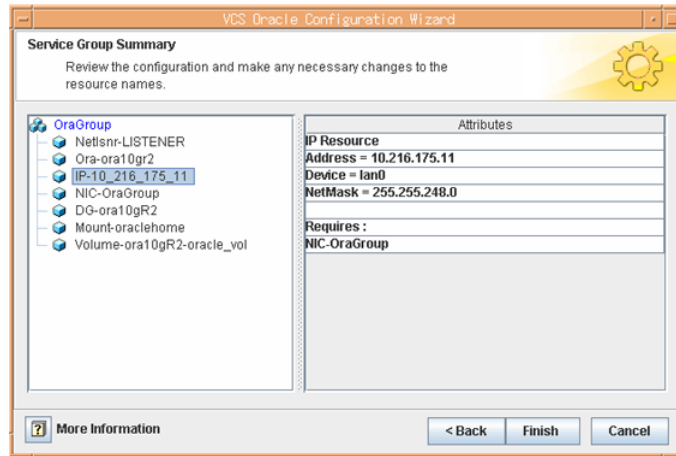 VCS Oracle Configuration Wizard
Service Group Summary
Review the configuration and make any necessary changes to the
resource names.
OraGroup
Netlsnr-LISTENER
Ora-ora10gr2
IP-10_216_175_11
NIC-OraGroup
DG-ora10gR2
Mount-oraclehome
Volume-ora10gR2-oracle_vol
Attributes
IP Resource
Address = 10.216.175.11
Device = lan0
NetMask = 255.255.248.0
Requires :
NIC-OraGroup
More Information
< Back
Finish
Cancel